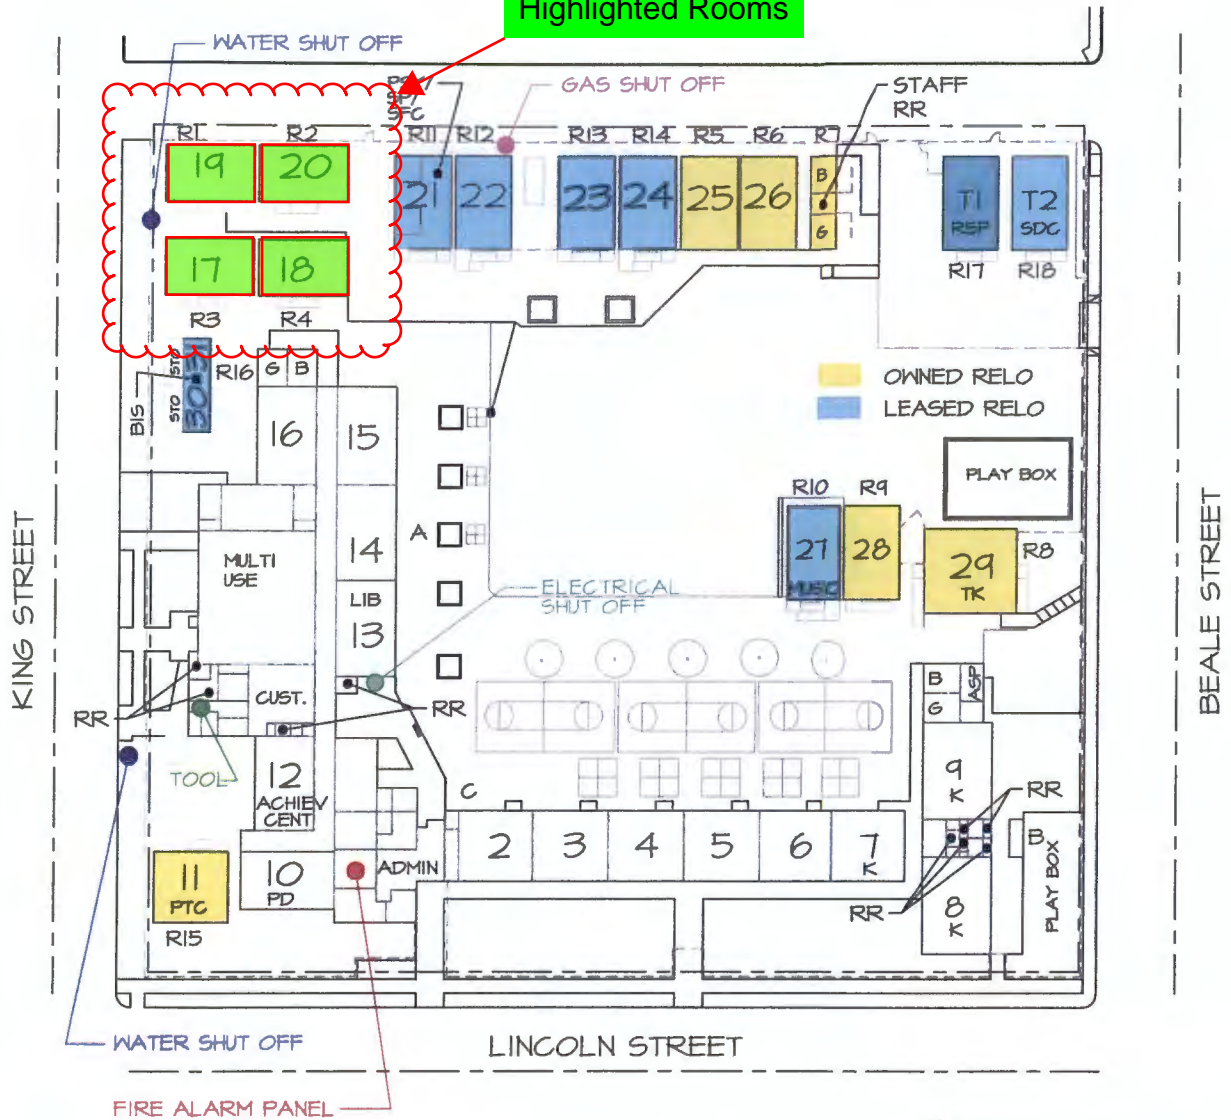 Highlighted Rooms
WATER SHUT OFF
GAS SHUT OFF
STAFF
RR
SFC
R1
R2
R11
R12
R13
R14
R5
R6
R7
19
20
21
22
23
24
25
26
B
G
T1
RSP
T2
SDC
R17
R18
17
18
R3
R4
STO
STO
30-31
R16
G
B
BIS
OWNED RELO
LEASED RELO
16
15
PLAY BOX
R10
R9
A
14
MULTI
USE
27
MUSIC
28
29
TK
R8
LIB
13
ELECTRICAL
SHUT OFF
KING STREET
BEALE STREET
CUST.
RR
RR
B
G
ASP
TOOL
12
ACHIEV
CENT
C
9
K
RR
2
3
4
5
6
7
K
B
PLAY BOX
11
PTC
10
PD
ADMIN
8
K
RR
R15
WATER SHUT OFF
LINCOLN STREET
FIRE ALARM PANEL